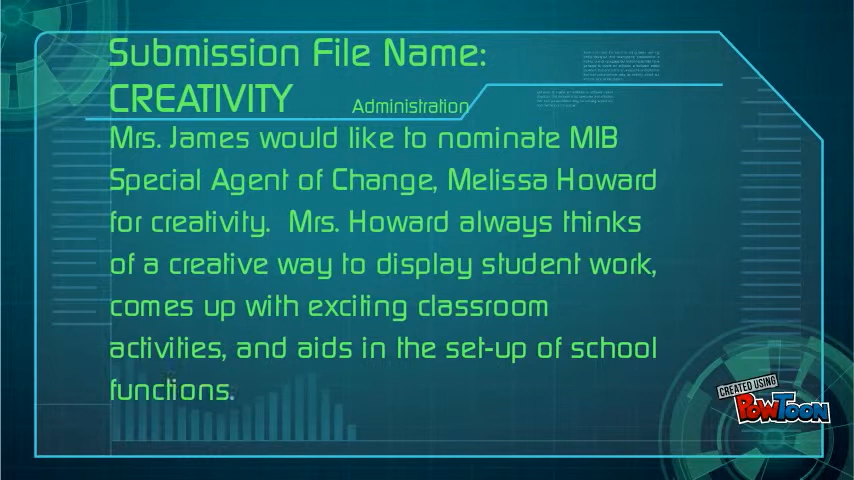 Submission File Name:
CREATIVITY
Administration
Mrs. James would like to nominate MIB
Special Agent of Change, Melissa Howard
for creativity.  Mrs. Howard always thinks
of a creative way to display student work,
comes up with exciting classroom
activities, and aids in the set-up of school
functions.
CREATED USING
POWTOON